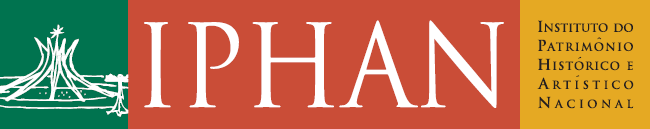 IPHAN
INSTITUTO DO
PATRIMÔNIO
HISTÓRICO E
ARTÍSTICO
NACIONAL